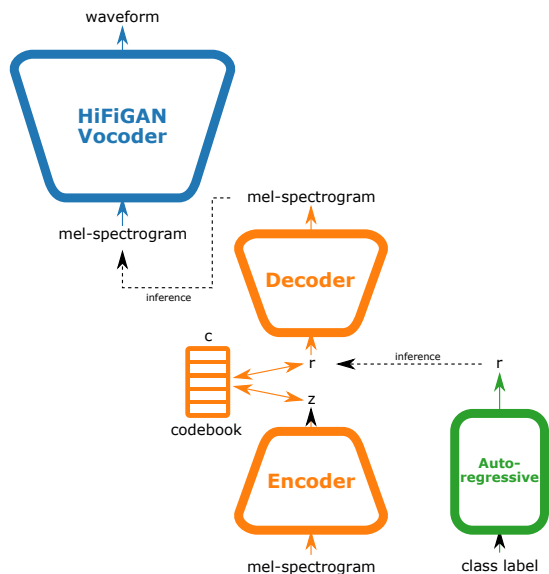 waveform
HiFiGAN
Vocoder
mel-spectrogram
mel-spectrogram
inference
Decoder
c
r
inference
r
z
codebook
Encoder
Auto-
regressive
mel-spectrogram
class label